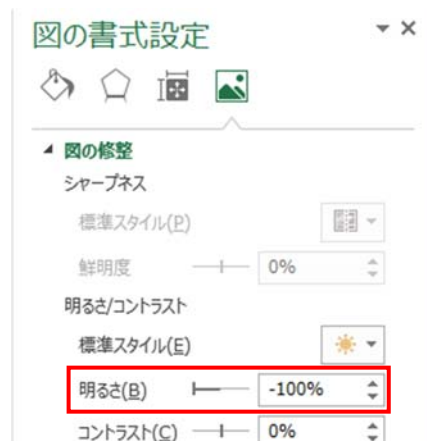 図の書式設定
図の修整
シャープネス
標準スタイル(P)
鮮明度 0%
明るさ/コントラスト
標準スタイル(E)
明るさ(B) -100%
コントラスト(C) 0%